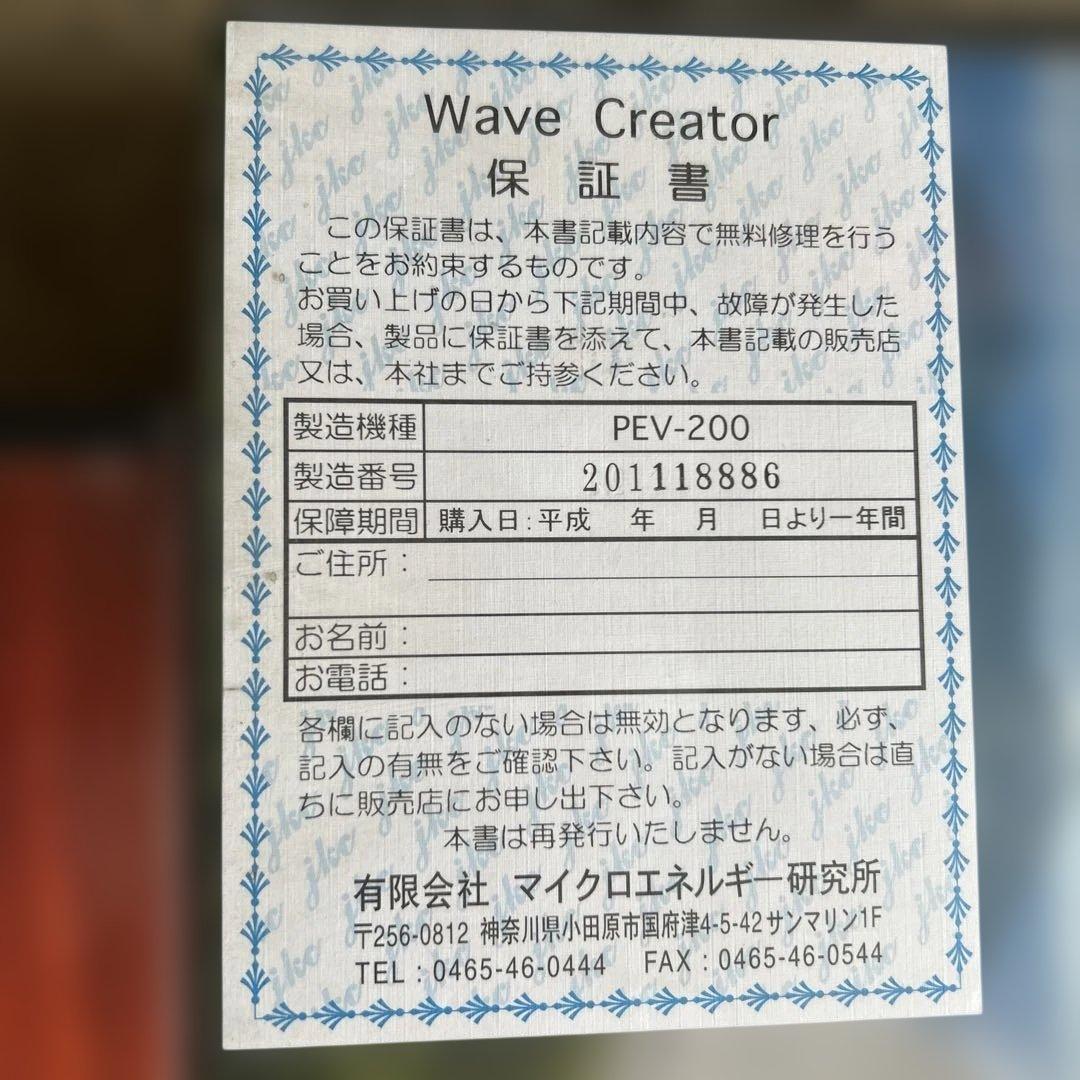 Wave Creator
保証書
この保証書は、本書記載内容で無料修理を行う
ことをお約束するものです。
お買い上げの日から下記期間中、故障が発生した
場合、製品に保証書を添えて、本書記載の販売店
又は、本社までご持参ください。
製造機種 PEV-200
製造番号 201118886
保障期間 購入日:平成 年 月 日より一年間
ご住所:
お名前:
お電話:
各欄に記入のない場合は無効となります、必ず、
記入の有無をご確認下さい。記入がない場合は直
ちに販売店にお申し出下さい。
本書は再発行いたしません。
有限会社 マイクロエネルギー研究所
〒256-0812 神奈川県小田原市国府津4-5-42サンマリン1F
TEL:0465-46-0444 FAX:0465-46-0544